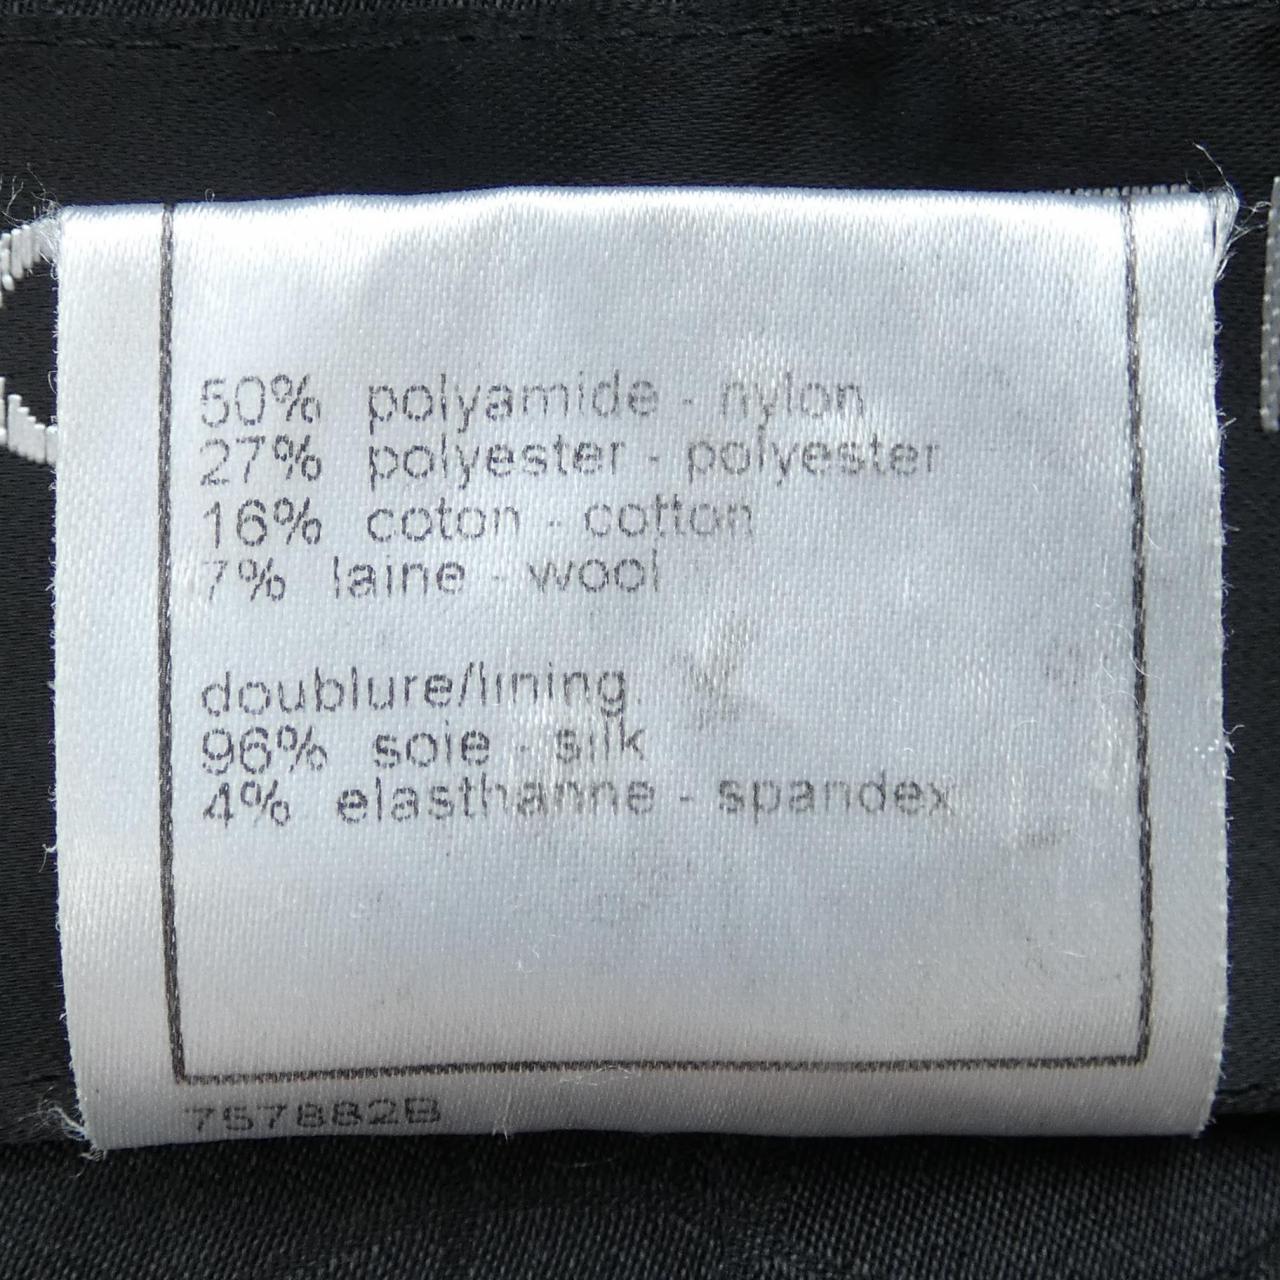 50% polyamide - nylon
27% polyester - polyester
16% coton - cotton
7% laine - wool
doublure/lining.
96% soie - silk
4% elasthanne - spandex
757882B